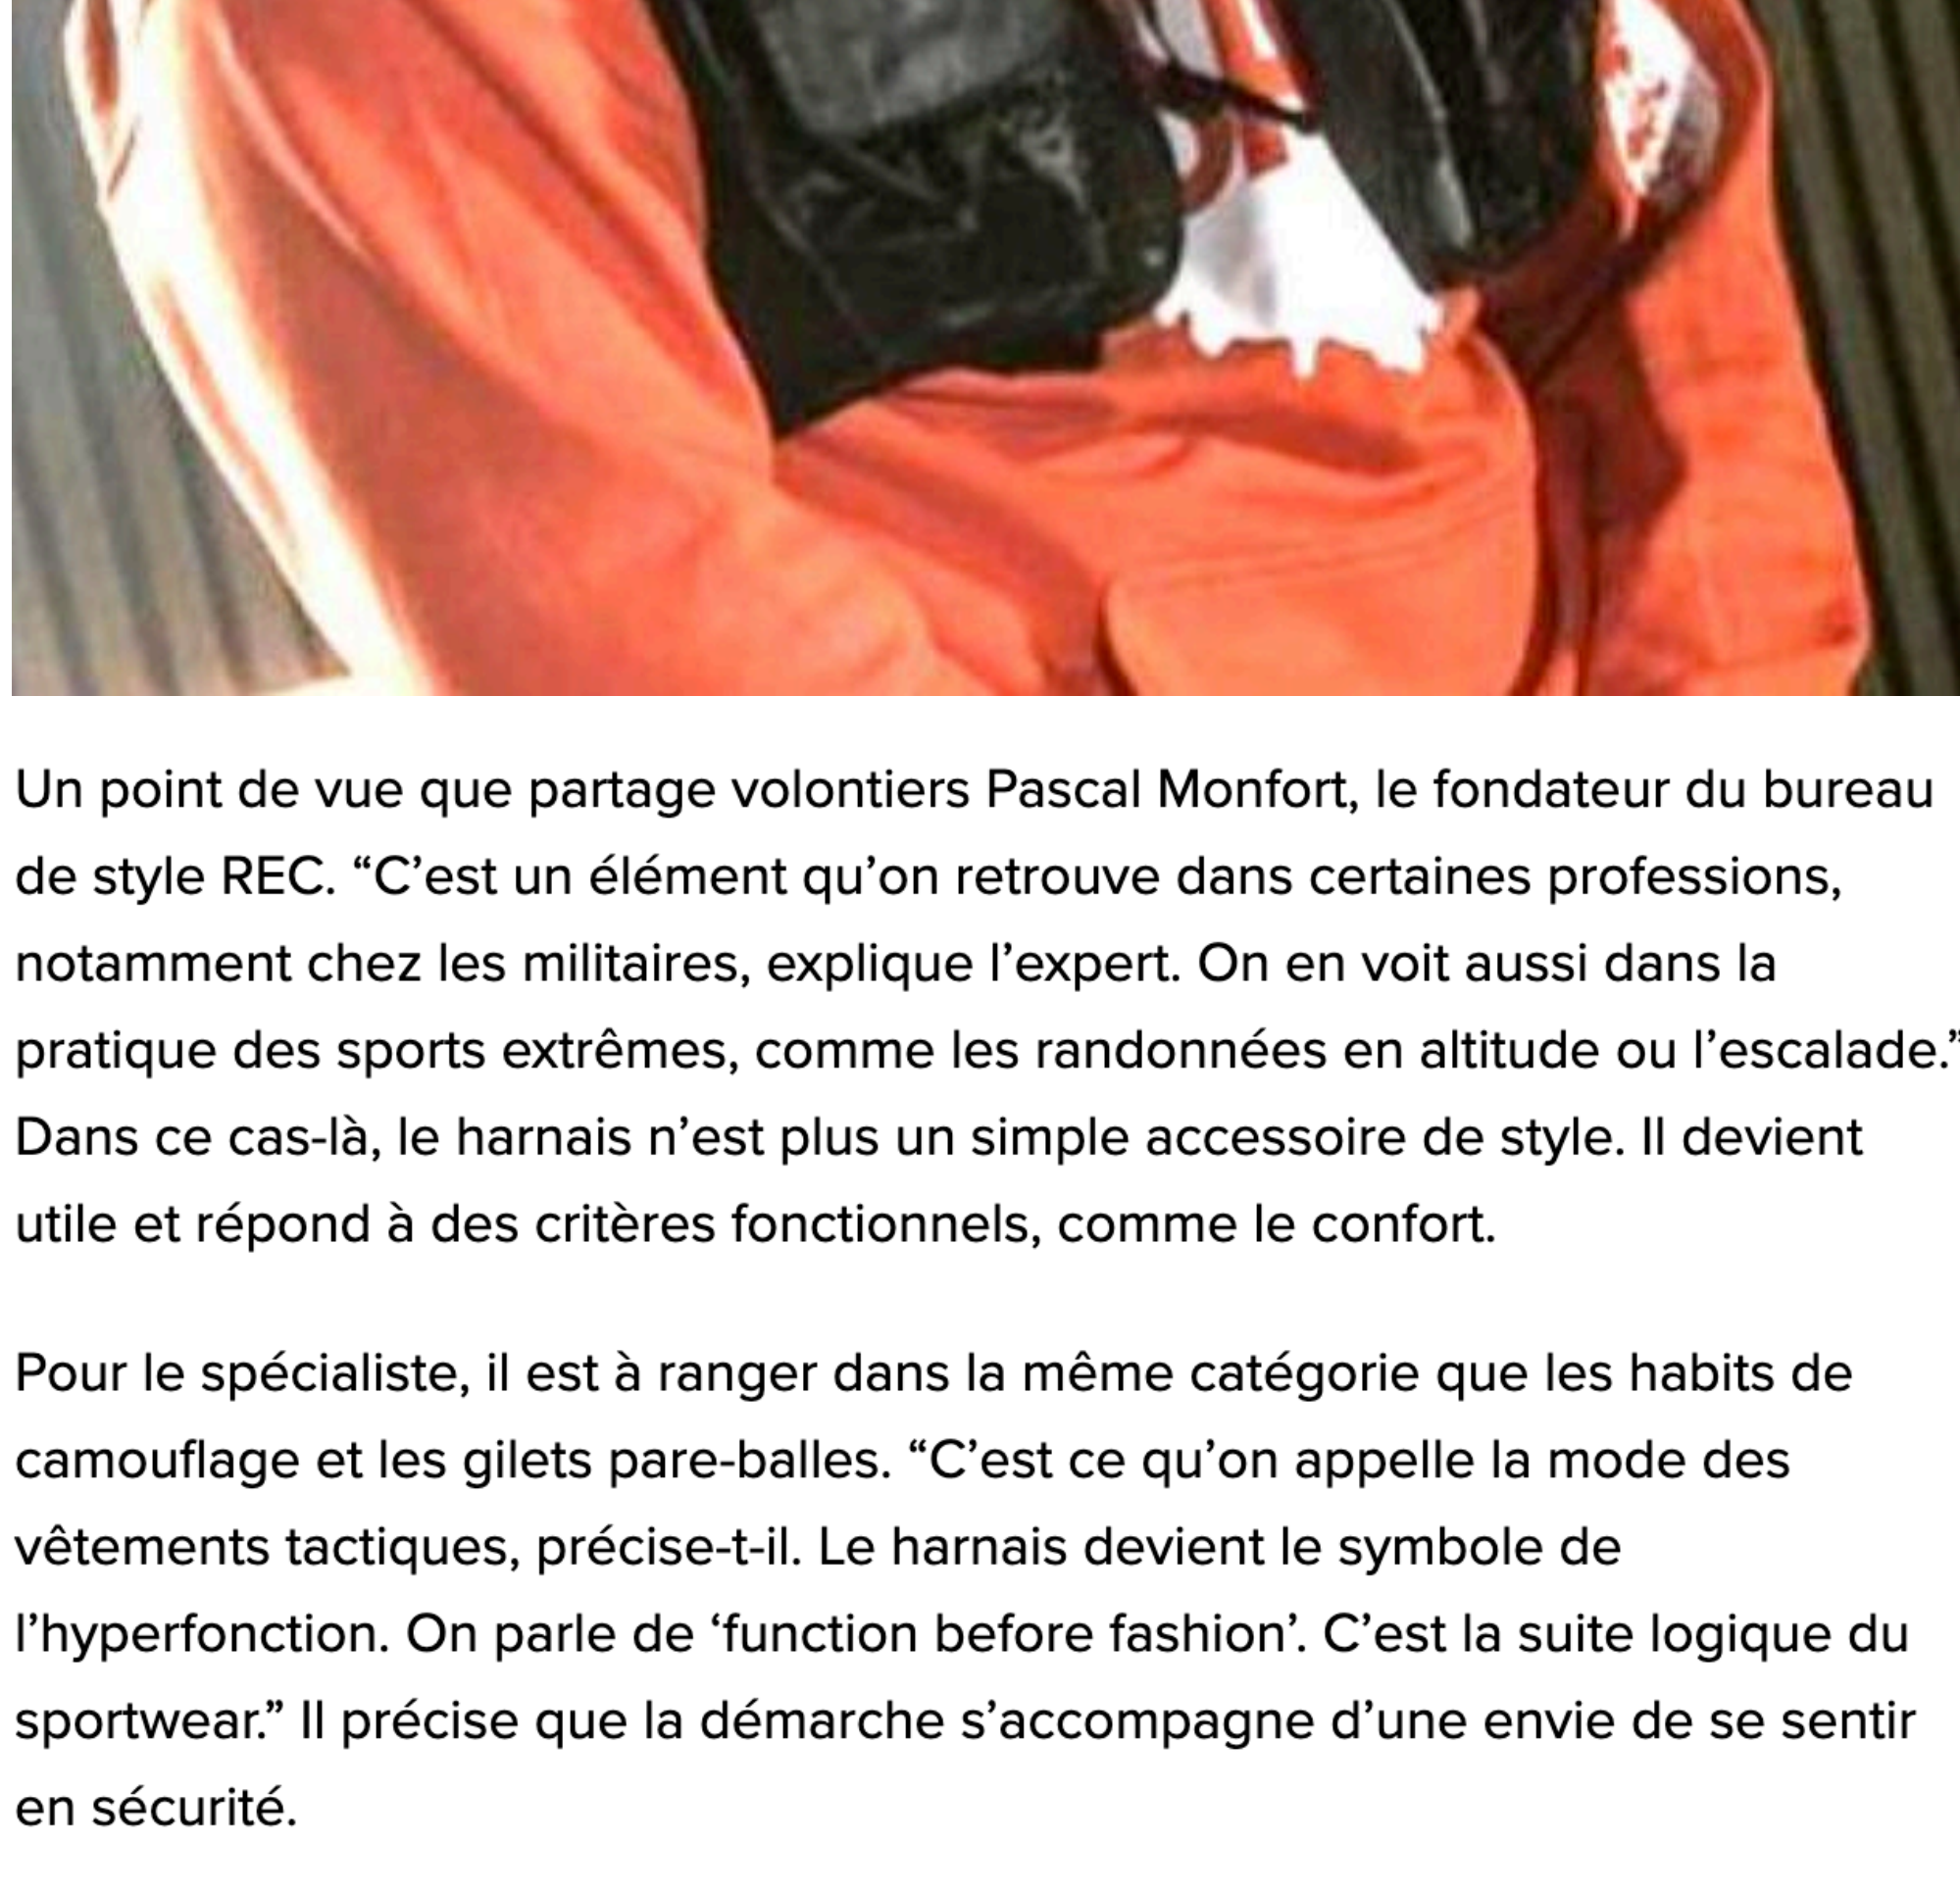 Un point de vue que partage volontiers Pascal Monfort, le fondateur du bureau
de style REC. “C’est un élément qu’on retrouve dans certaines professions,
notamment chez les militaires, explique l’expert. On en voit aussi dans la
pratique des sports extrêmes, comme les randonnées en altitude ou l’escalade.”
Dans ce cas-là, le harnais n’est plus un simple accessoire de style. Il devient
utile et répond à des critères fonctionnels, comme le confort.
Pour le spécialiste, il est à ranger dans la même catégorie que les habits de
camouflage et les gilets pare-balles. “C’est ce qu’on appelle la mode des
vêtements tactiques, précise-t-il. Le harnais devient le symbole de
l’hyperfonction. On parle de ‘function before fashion’. C’est la suite logique du
sportwear.” Il précise que la démarche s’accompagne d’une envie de se sentir
en sécurité.